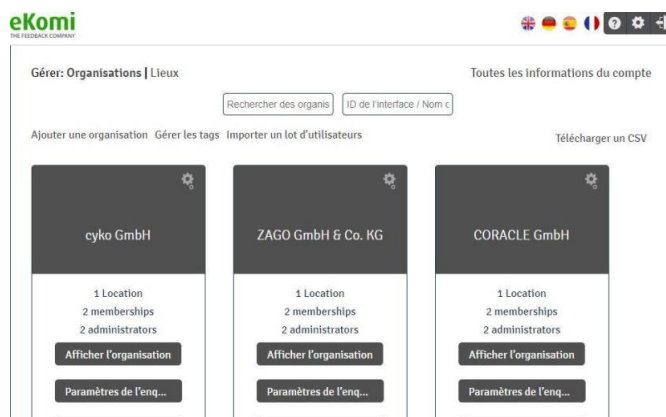 eKomi
THE FEEDBACK COMPANY
Gérer: Organisations | Lieux
Toutes les informations du compte
Rechercher des organis
ID de l'interface / Nom c
Ajouter une organisation Gérer les tags Importer un lot d'utilisateurs
Télécharger un CSV
cyko GmbH
ZAGO GmbH & Co. KG
CORACLE GmbH
1 Location
1 Location
1 Location
2 memberships
2 memberships
2 memberships
2 administrators
2 administrators
2 administrators
Afficher l'organisation
Afficher l'organisation
Afficher l'organisation
Paramètres de l'enq...
Paramètres de l'enq...
Paramètres de l'enq...